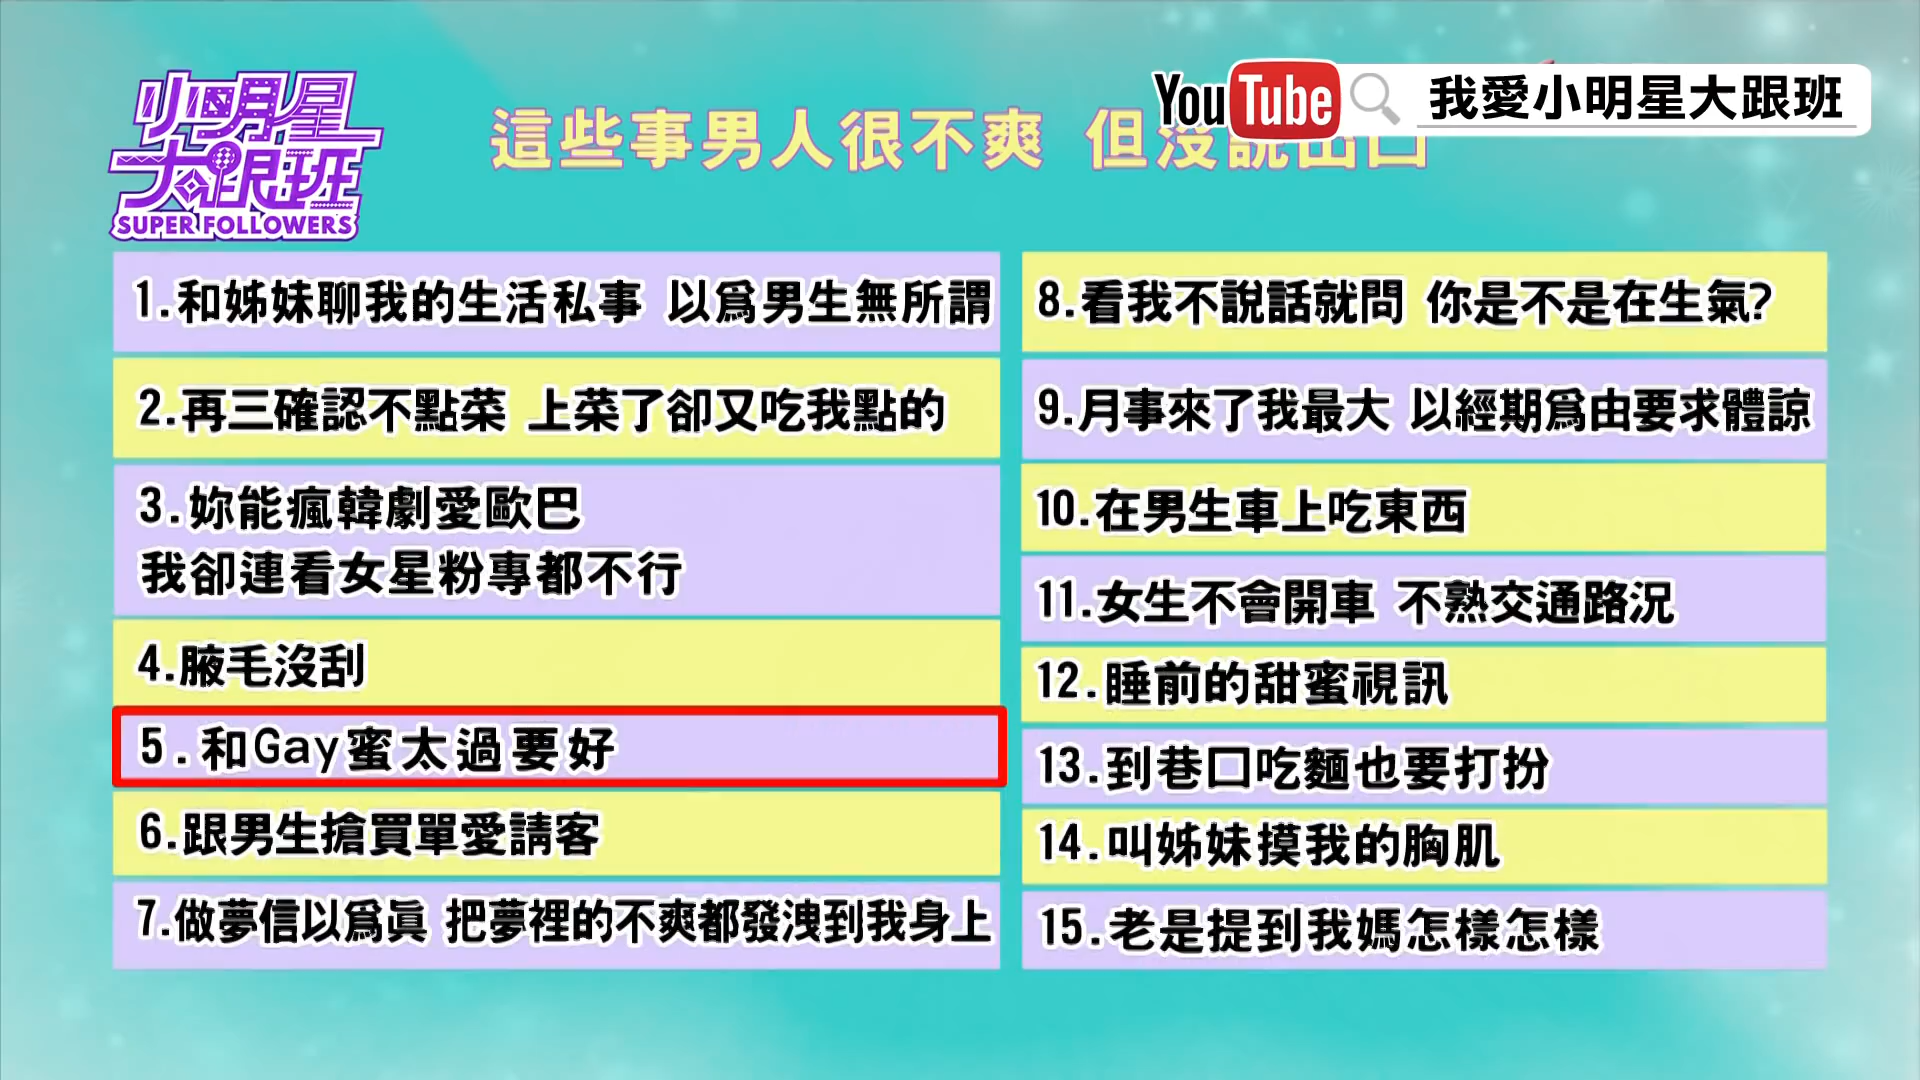 小明星
大跟班
SUPER FOLLOWERS
YouTube 我愛小明星大跟班
這些事男人很不爽 但沒說出口
1.和姊妹聊我的生活私事 以爲男生無所謂
2.再三確認不點菜 上菜了卻又吃我點的
3.妳能瘋韓劇愛歐巴
我卻連看女星粉專都不行
4.腋毛沒刮
5.和Gay蜜太過要好
6.跟男生搶買單愛請客
7.做夢信以爲眞 把夢裡的不爽都發洩到我身上
8.看我不說話就問 你是不是在生氣?
9.月事來了我最大 以經期爲由要求體諒
10.在男生車上吃東西
11.女生不會開車 不熟交通路況
12.睡前的甜蜜視訊
13.到巷口吃麵也要打扮
14.叫姊妹摸我的胸肌
15.老是提到我媽怎樣怎樣